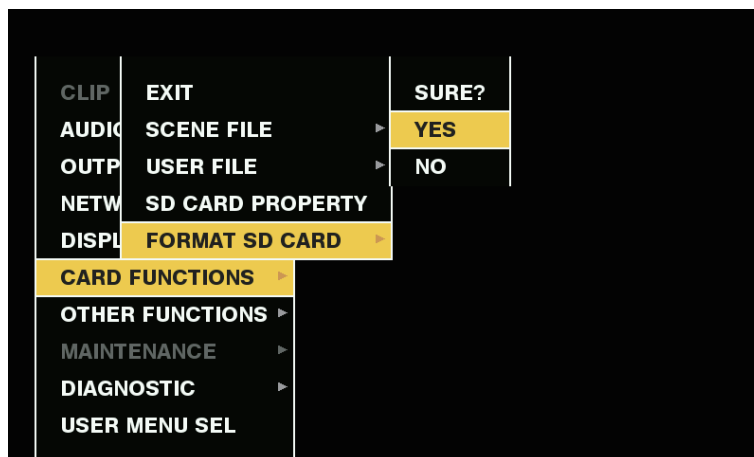 CLIP
AUDIO
OUTP
NETW
DISPL
CARD FUNCTIONS
OTHER FUNCTIONS
MAINTENANCE
DIAGNOSTIC
USER MENU SEL
EXIT
SCENE FILE
USER FILE
SD CARD PROPERTY
FORMAT SD CARD
SURE?
YES
NO